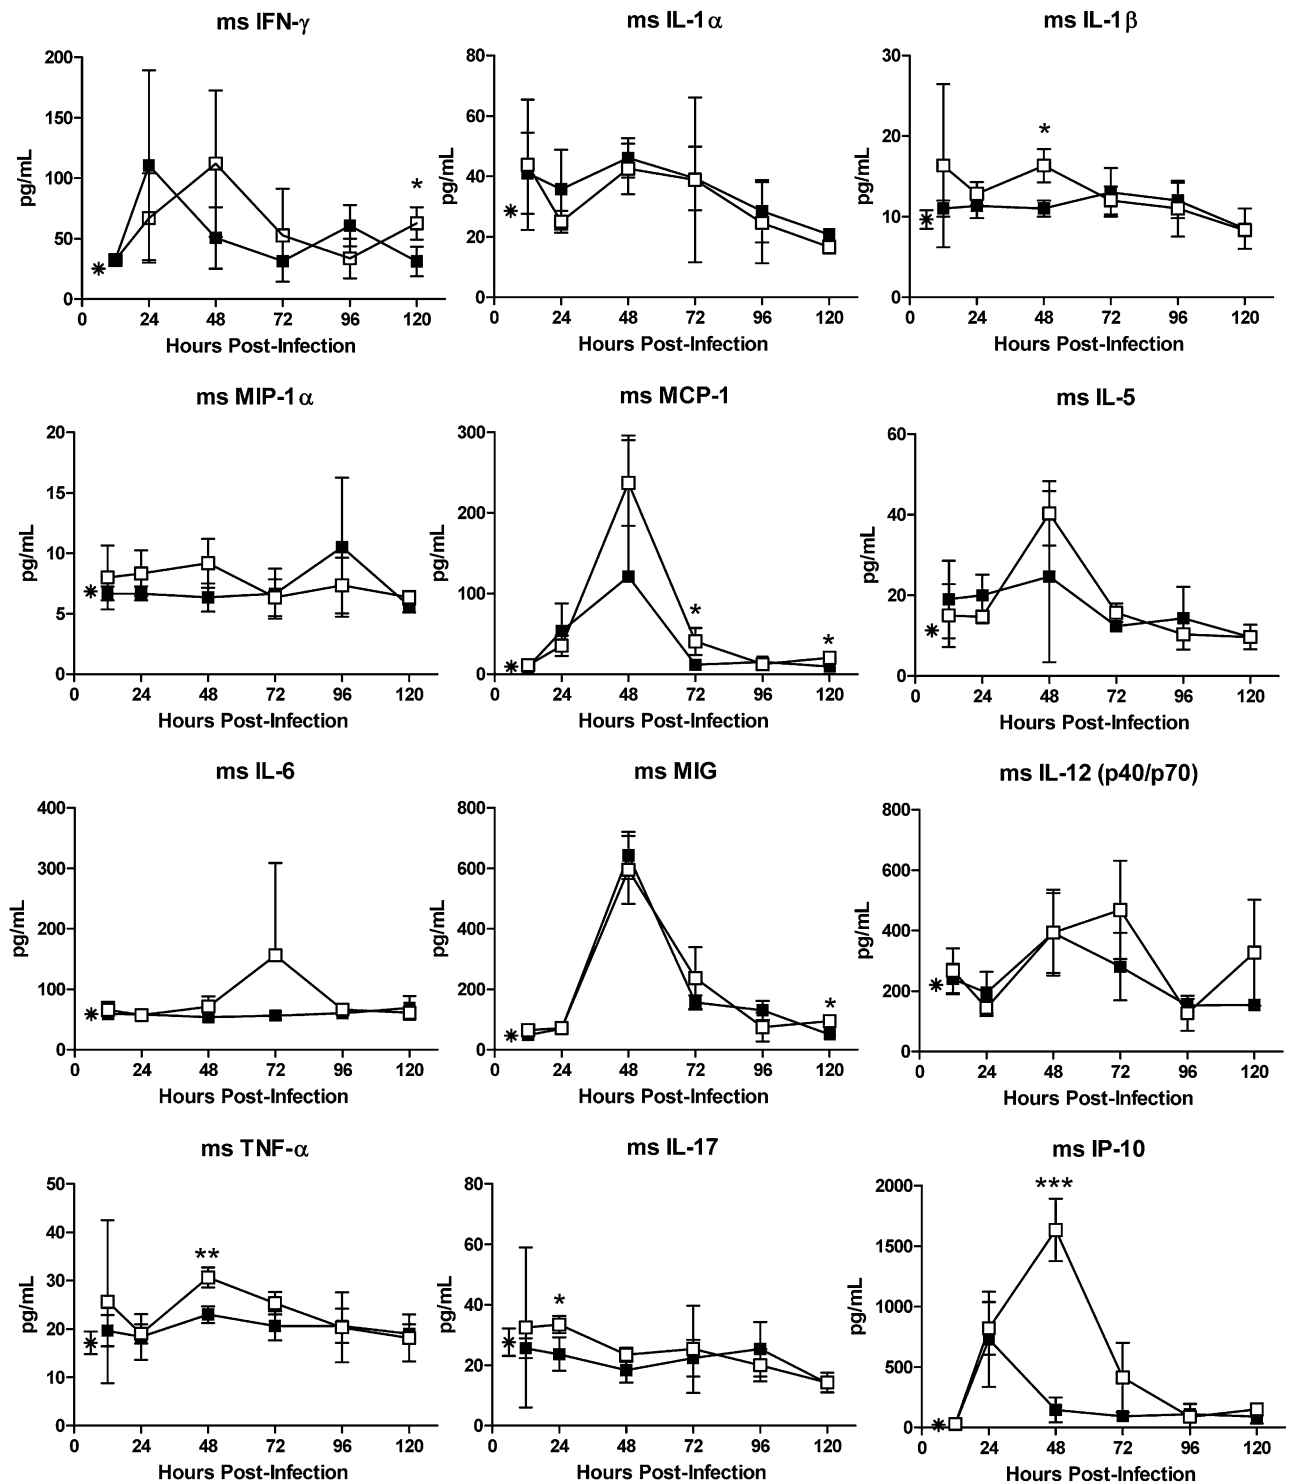 ms IFN-γ
200
150
100
50
0
pg/mL
*
0 24 48 72 96 120
Hours Post-Infection
ms IL-1α
80
60
40
20
0
pg/mL
0 24 48 72 96 120
Hours Post-Infection
ms IL-1β
30
20
10
0
pg/mL
*
0 24 48 72 96 120
Hours Post-Infection
ms MIP-1α
20
15
10
5
0
pg/mL
0 24 48 72 96 120
Hours Post-Infection
ms MCP-1
300
200
100
0
pg/mL
*
*
0 24 48 72 96 120
Hours Post-Infection
ms IL-5
60
40
20
0
pg/mL
0 24 48 72 96 120
Hours Post-Infection
ms IL-6
400
300
200
100
0
pg/mL
0 24 48 72 96 120
Hours Post-Infection
ms MIG
800
600
400
200
0
pg/mL
*
0 24 48 72 96 120
Hours Post-Infection
ms IL-12 (p40/p70)
800
600
400
200
0
pg/mL
0 24 48 72 96 120
Hours Post-Infection
ms TNF-α
50
40
30
20
10
0
pg/mL
**
0 24 48 72 96 120
Hours Post-Infection
ms IL-17
80
60
40
20
0
pg/mL
*
0 24 48 72 96 120
Hours Post-Infection
ms IP-10
2000
1500
1000
500
0
pg/mL
***
0 24 48 72 96 120
Hours Post-Infection